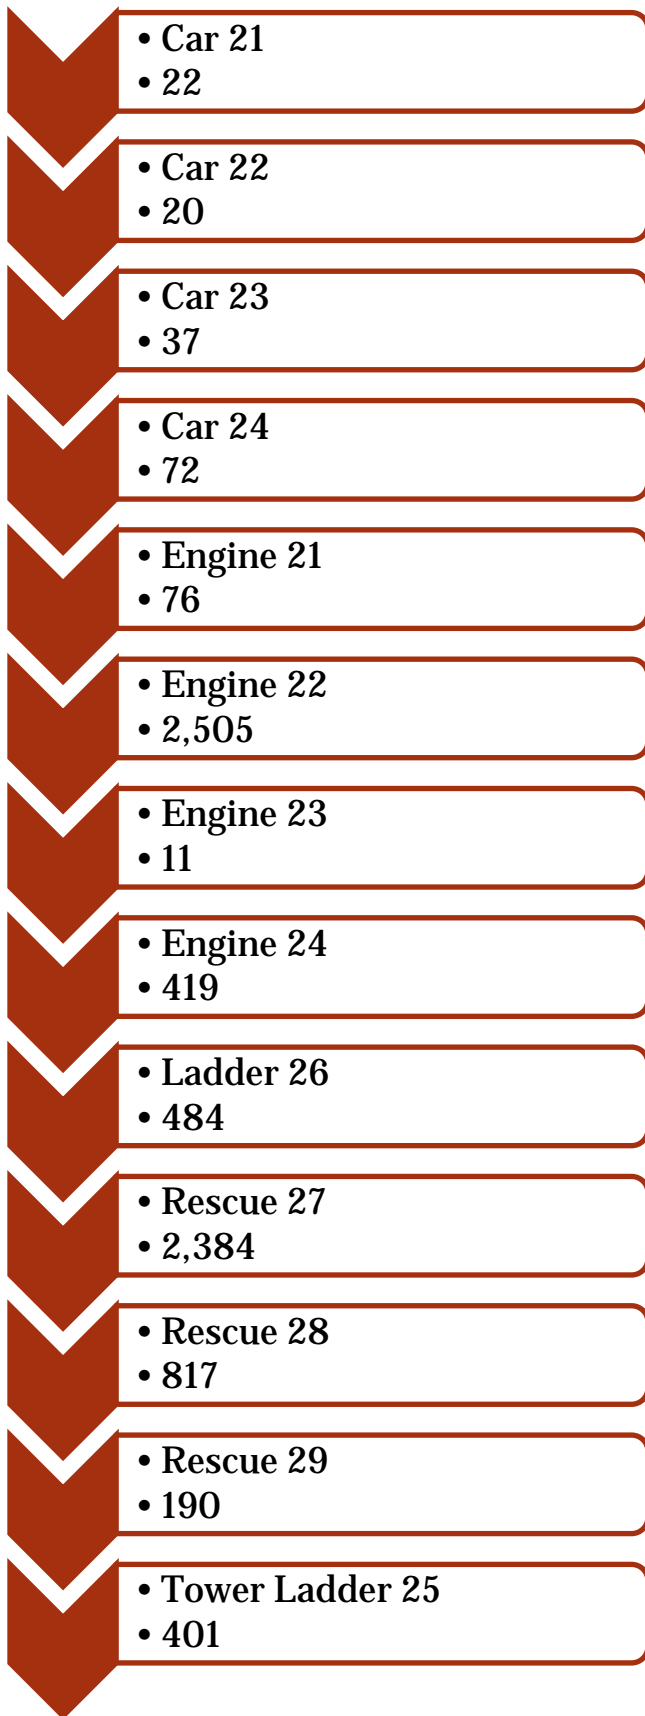 • Car 21
• 22
• Car 22
• 20
• Car 23
• 37
• Car 24
• 72
• Engine 21
• 76
• Engine 22
• 2,505
• Engine 23
• 11
• Engine 24
• 419
• Ladder 26
• 484
• Rescue 27
• 2,384
• Rescue 28
• 817
• Rescue 29
• 190
• Tower Ladder 25
• 401